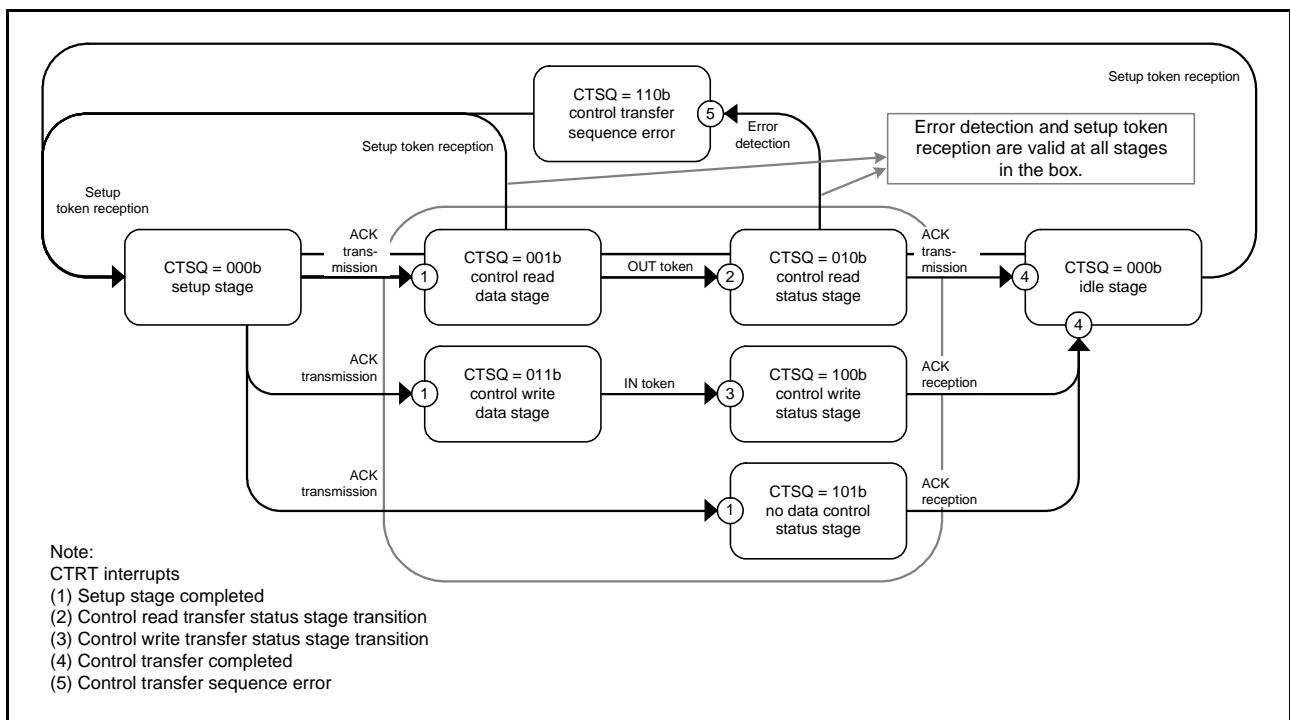 Setup token reception
CTSQ = 110b
control transfer
sequence error
5
Error
detection
Setup token reception
Error detection and setup token
reception are valid at all stages
in the box.
Setup
token reception
CTSQ = 000b
setup stage
ACK
trans-
mission
1
CTSQ = 001b
control read
data stage
OUT token
2
CTSQ = 010b
control read
status stage
ACK
trans-
mission
4
CTSQ = 000b
idle stage
4
ACK
transmission
1
CTSQ = 011b
control write
data stage
IN token
3
CTSQ = 100b
control write
status stage
ACK
reception
ACK
transmission
1
CTSQ = 101b
no data control
status stage
ACK
reception
Note:
CTRT interrupts
(1) Setup stage completed
(2) Control read transfer status stage transition
(3) Control write transfer status stage transition
(4) Control transfer completed
(5) Control transfer sequence error